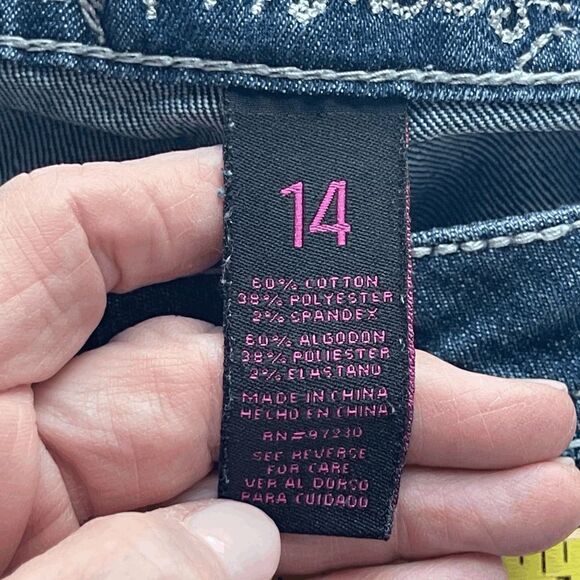 14
60% COTTON
38% POLYESTER
2% SPANDEX
60% ALGODON
38% POLIESTER
2% ELASTANO
MADE IN CHINA
HECHO EN CHINA
RN=97230
SEE REVERSE
FOR CARE
VER AL DORSO
PARA CUIDADO